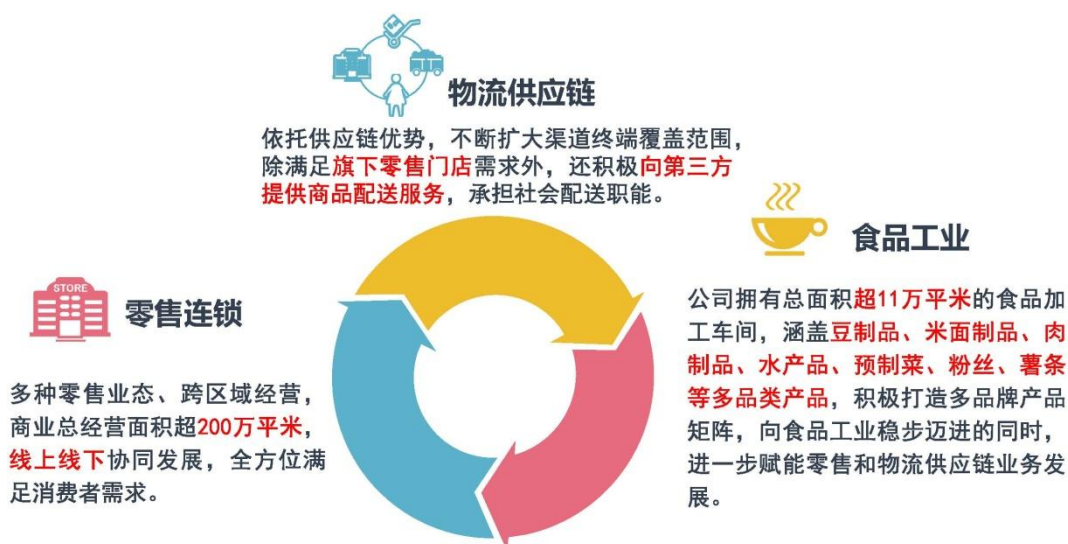 物流供应链
依托供应链优势，不断扩大渠道终端覆盖范围，
除满足旗下零售门店需求外，还积极向第三方
提供商品配送服务，承担社会配送职能。
STORE
零售连锁
多种零售业态、跨区域经营，
商业总经营面积超200万平米，
线上线下协同发展，全方位满
足消费者需求。
食品工业
公司拥有总面积超11万平米的食品加
工车间，涵盖豆制品、米面制品、肉
制品、水产品、预制菜、粉丝、薯条
等多品类产品，积极打造多品牌产品
矩阵，向食品工业稳步迈进的同时，
进一步赋能零售和物流供应链业务发
展。